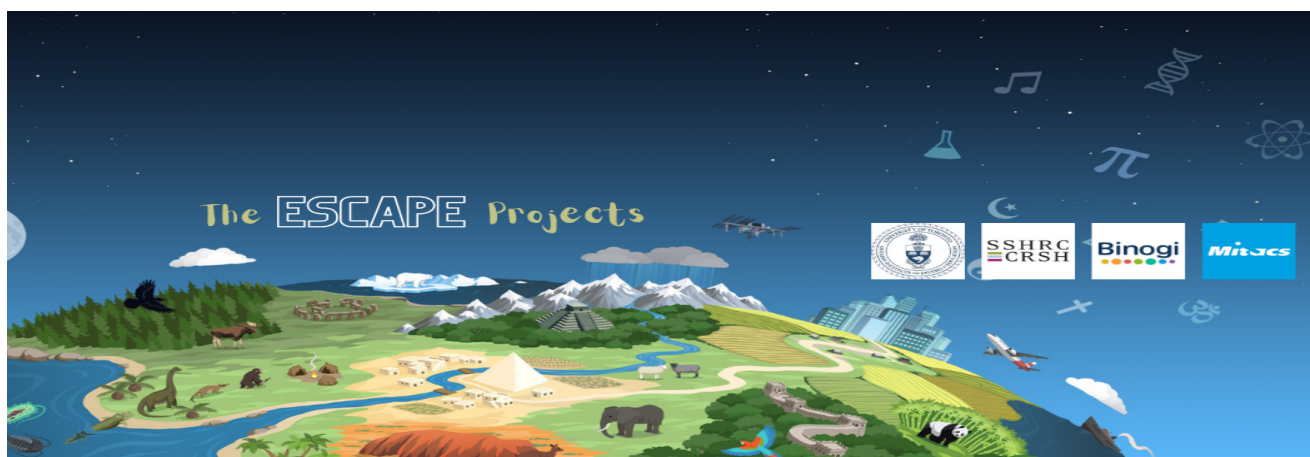 The ESCAPE Projects
SSHRC
CRSH
Binogi
Mitacs
π